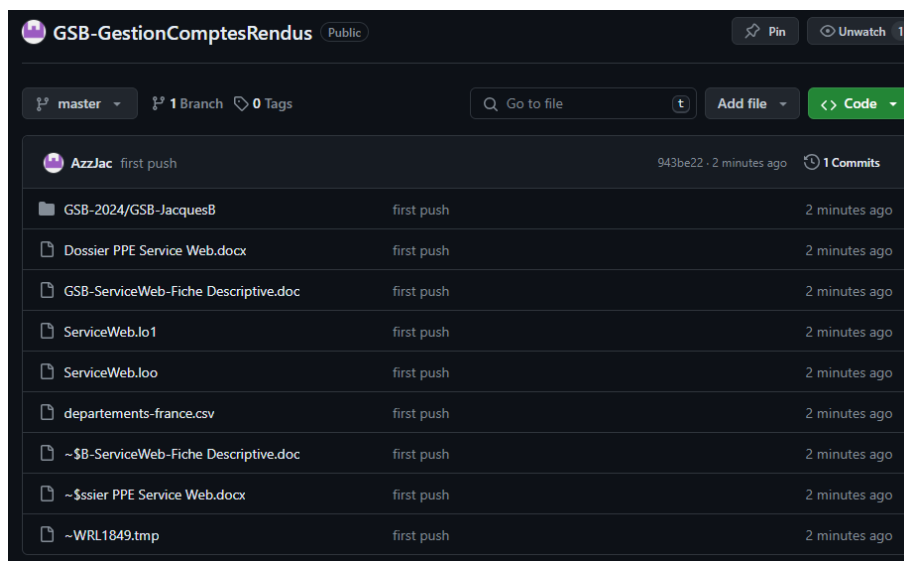 GSB-GestionComptesRendus Public Pin Unwatch 1
master 1 Branch 0 Tags Go to file t Add file Code
AzzJac first push 943be22 · 2 minutes ago 1 Commits
GSB-2024/GSB-JacquesB first push 2 minutes ago
Dossier PPE Service Web.docx first push 2 minutes ago
GSB-ServiceWeb-Fiche Descriptive.doc first push 2 minutes ago
ServiceWeb.lo1 first push 2 minutes ago
ServiceWeb.loo first push 2 minutes ago
departements-france.csv first push 2 minutes ago
~$B-ServiceWeb-Fiche Descriptive.doc first push 2 minutes ago
~$ssier PPE Service Web.docx first push 2 minutes ago
~WRL1849.tmp first push 2 minutes ago